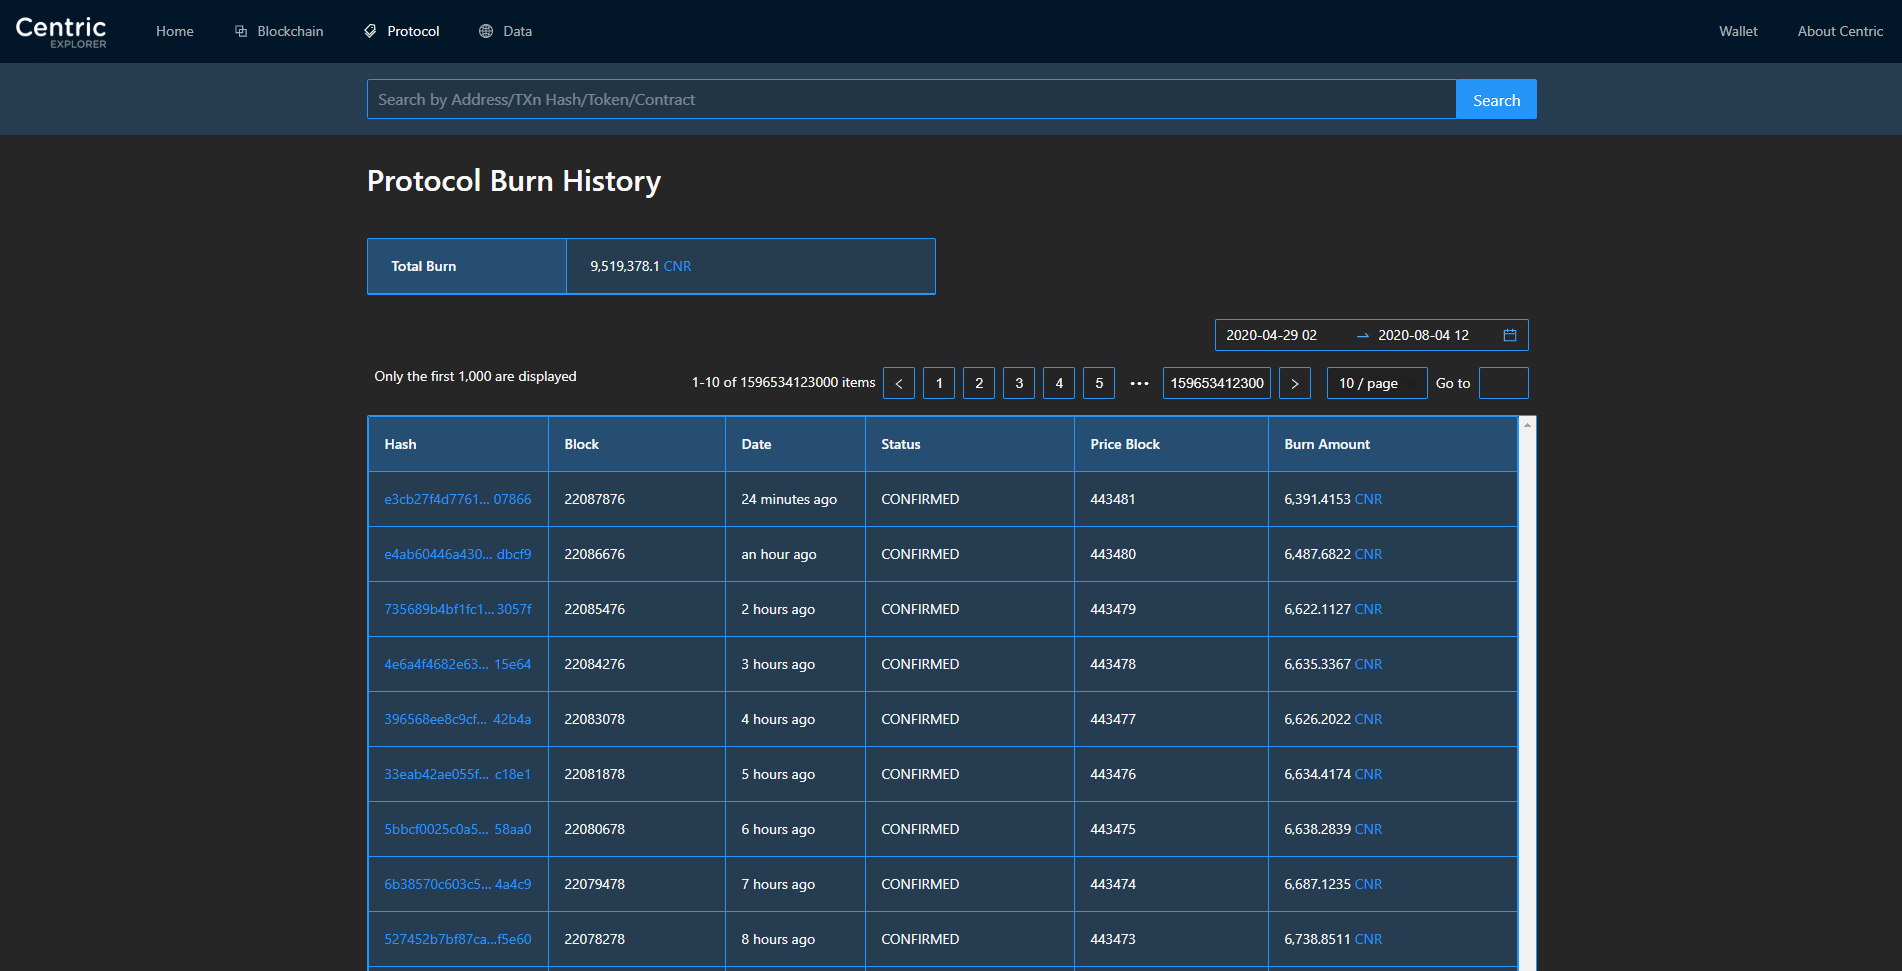 Centric
EXPLORER
Home Blockchain Protocol Data Wallet About Centric
Search by Address/TXn Hash/Token/Contract Search
Protocol Burn History
Total Burn 9,519,378.1 CNR
2020-04-29 02 → 2020-08-04 12
Only the first 1,000 are displayed 1-10 of 1596534123000 items < 1 2 3 4 5 ••• 159653412300 > 10 / page Go to
Hash Block Date Status Price Block Burn Amount
e3cb27f4d7761... 07866 22087876 24 minutes ago CONFIRMED 443481 6,391.4153 CNR
e4ab60446a430... dbcf9 22086676 an hour ago CONFIRMED 443480 6,487.6822 CNR
735689b4bf1fc1... 3057f 22085476 2 hours ago CONFIRMED 443479 6,622.1127 CNR
4e6a4f4682e63... 15e64 22084276 3 hours ago CONFIRMED 443478 6,635.3367 CNR
396568ee8c9cf... 42b4a 22083078 4 hours ago CONFIRMED 443477 6,626.2022 CNR
33eab42ae055f... c18e1 22081878 5 hours ago CONFIRMED 443476 6,634.4174 CNR
5bbcf0025c0a5... 58aa0 22080678 6 hours ago CONFIRMED 443475 6,638.2839 CNR
6b38570c603c5... 4a4c9 22079478 7 hours ago CONFIRMED 443474 6,687.1235 CNR
527452b7bf87ca...f5e60 22078278 8 hours ago CONFIRMED 443473 6,738.8511 CNR